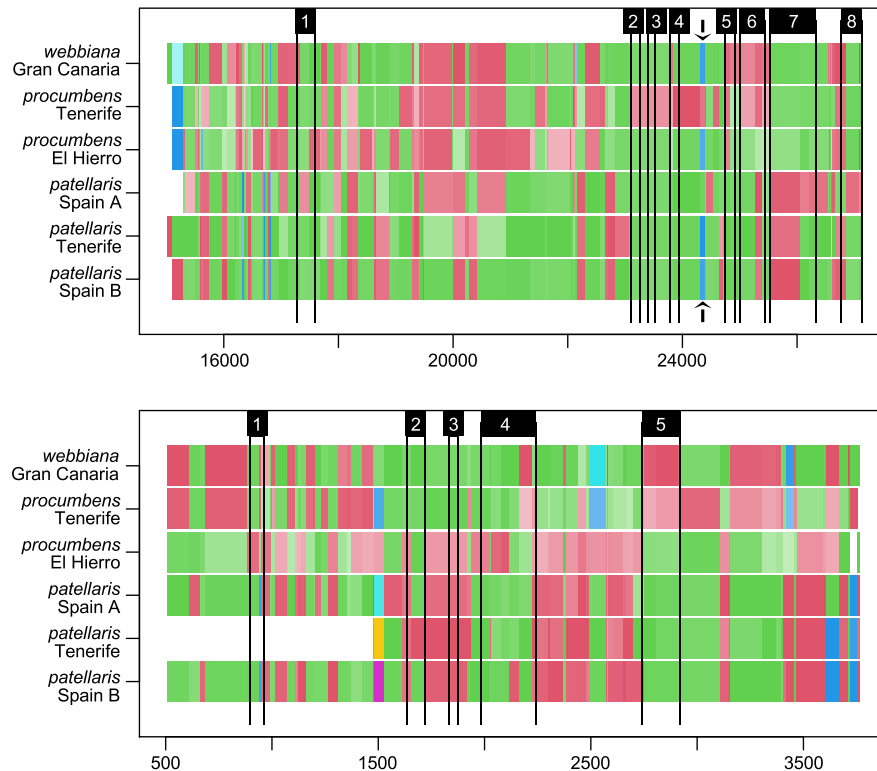 1 2 3 4 5 6 7 8
webbiana
Gran Canaria
procumbens
Tenerife
procumbens
El Hierro
patellaris
Spain A
patellaris
Tenerife
patellaris
Spain B
16000 20000 24000
1 2 3 4 5
webbiana
Gran Canaria
procumbens
Tenerife
procumbens
El Hierro
patellaris
Spain A
patellaris
Tenerife
patellaris
Spain B
500 1500 2500 3500